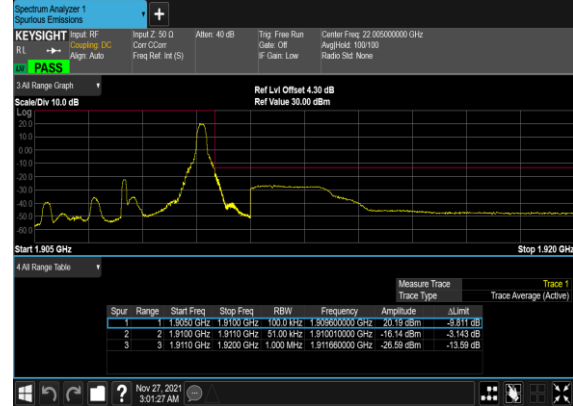 Spectrum Analyzer 1
Spurious Emissions
KEYSIGHT Input: RF Input Z: 50 Ω Atten: 40 dB Trig: Free Run Center Freq: 22.005000000 GHz
RL Coupling: DC Corr CCorr Gate: Off Avg|Hold: 100/100
Align: Auto Freq Ref: Int (S) IF Gain: Low Radio Std: None
LW PASS
3 All Range Graph Ref Lvl Offset 4.30 dB
Scale/Div 10.0 dB Ref Value 30.00 dBm
Log
20.0
10.0
0.00
-10.0
-20.0
-30.0
-40.0
-50.0
-60.0
Start 1.905 GHz Stop 1.920 GHz
4 All Range Table
Measure Trace Trace 1
Trace Type Trace Average (Active)
Spur Range Start Freq Stop Freq RBW Frequency Amplitude ΔLimit
1 1 1.9050 GHz 1.9100 GHz 100.0 kHz 1.909600000 GHz 20.19 dBm -9.811 dB
2 2 1.9100 GHz 1.9110 GHz 51.00 kHz 1.910010000 GHz -16.14 dBm -3.143 dB
3 3 1.9110 GHz 1.9200 GHz 1.000 MHz 1.911660000 GHz -26.59 dBm -13.59 dB
Nov 27, 2021
3:01:27 AM